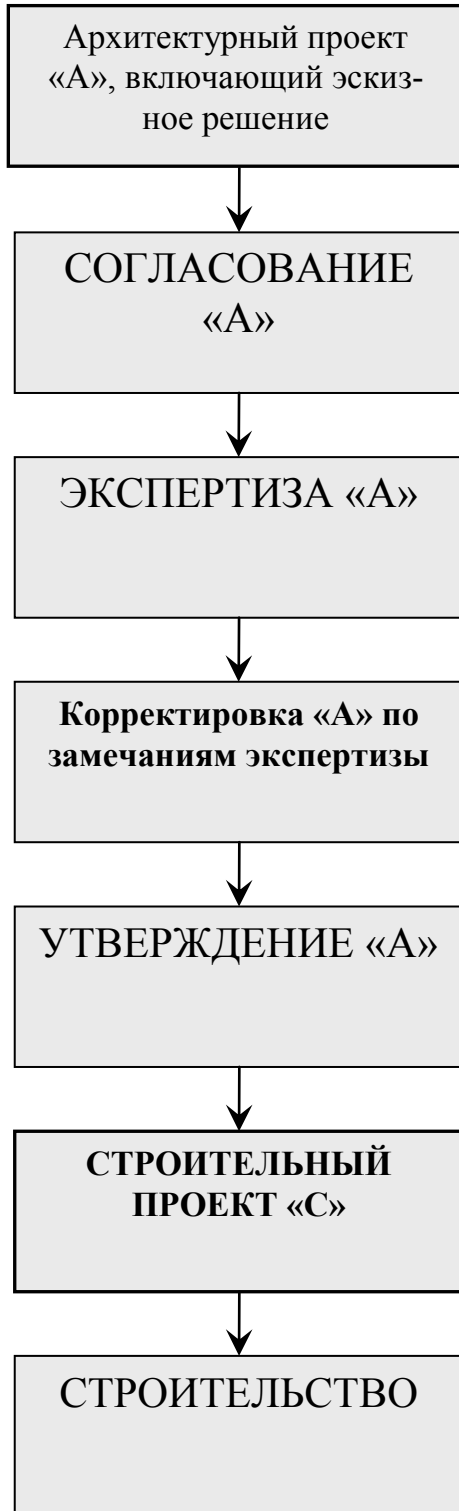 Архитектурный проект
«А», включающий эскиз-
ное решение
СОГЛАСОВАНИЕ
«А»
ЭКСПЕРТИЗА «А»
Корректировка «А» по
замечаниям экспертизы
УТВЕРЖДЕНИЕ «А»
СТРОИТЕЛЬНЫЙ
ПРОЕКТ «С»
СТРОИТЕЛЬСТВО